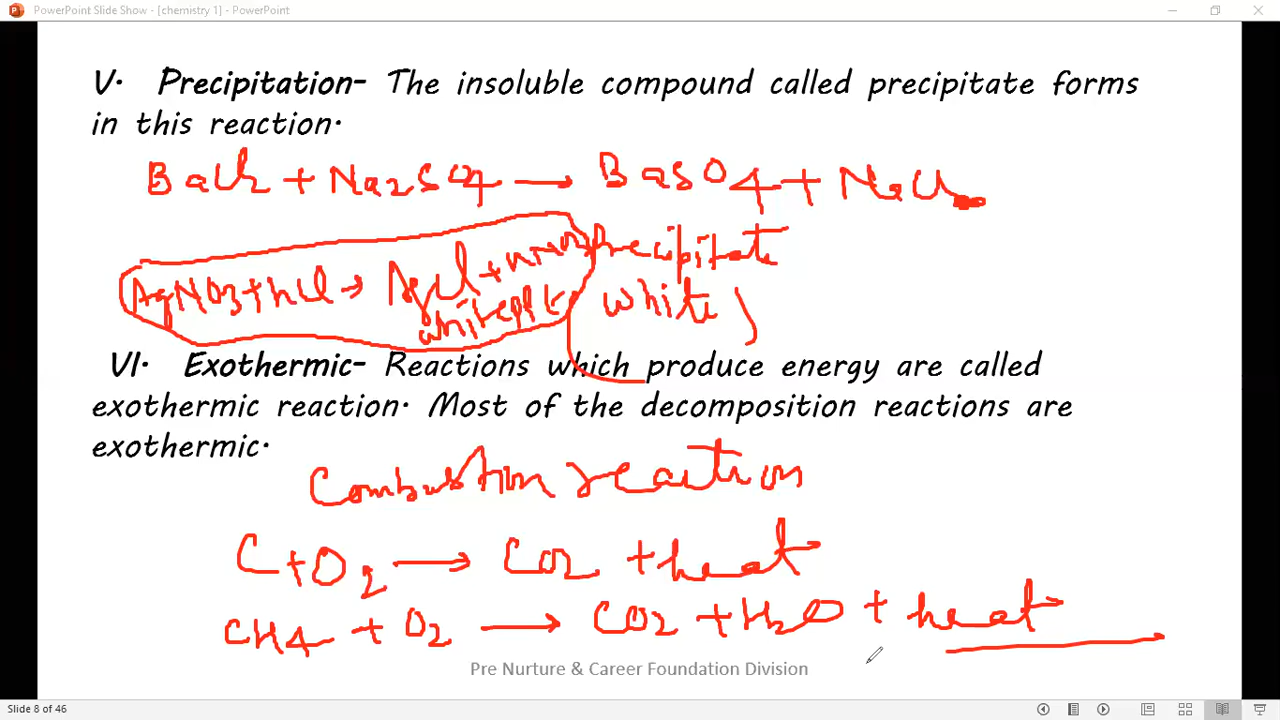 PowerPoint Slide Show - [chemistry 1] - PowerPoint
V. Precipitation- The insoluble compound called precipitate forms
in this reaction.
BaCl2 + Na2SO4 → BaSO4 + NaCl
precipitate
AgNO3 + HCl → AgCl + HNO3
white ppt
white
VI. Exothermic- Reactions which produce energy are called
exothermic reaction. Most of the decomposition reactions are
exothermic.
Combustion reaction
C + O2 → CO2 + heat
CH4 + O2 → CO2 + H2O + heat
Pre Nurture & Career Foundation Division
Slide 8 of 46